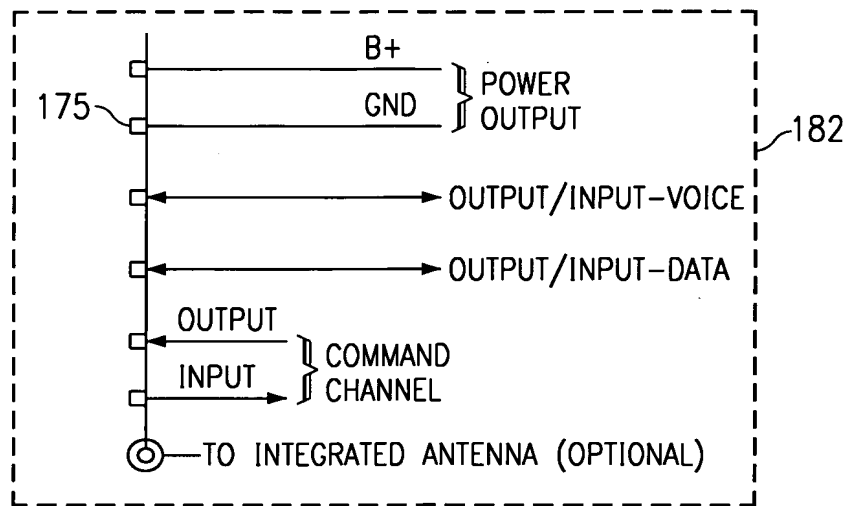 B+
POWER
175
GND
OUTPUT
182
OUTPUT/INPUT-VOICE
OUTPUT/INPUT-DATA
OUTPUT
COMMAND
INPUT
CHANNEL
TO INTEGRATED ANTENNA (OPTIONAL)